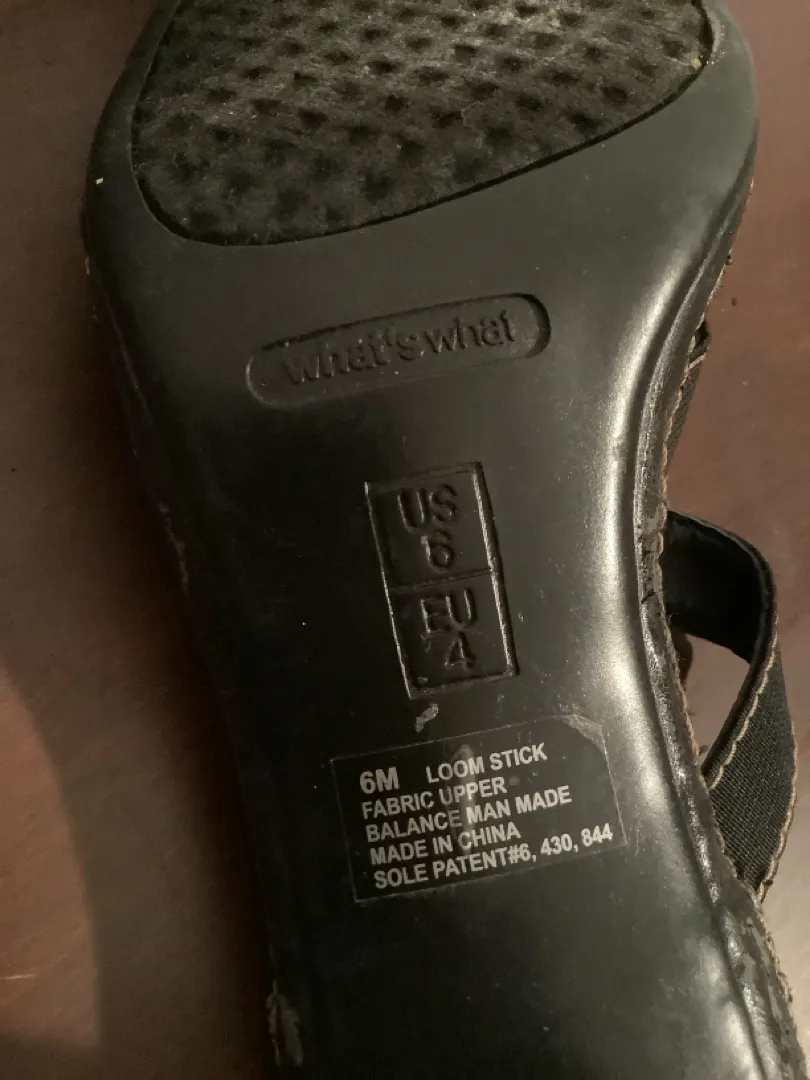 what's what
US
6
EU
4
6M LOOM STICK
FABRIC UPPER
BALANCE MAN MADE
MADE IN CHINA
SOLE PATENT#6, 430, 844